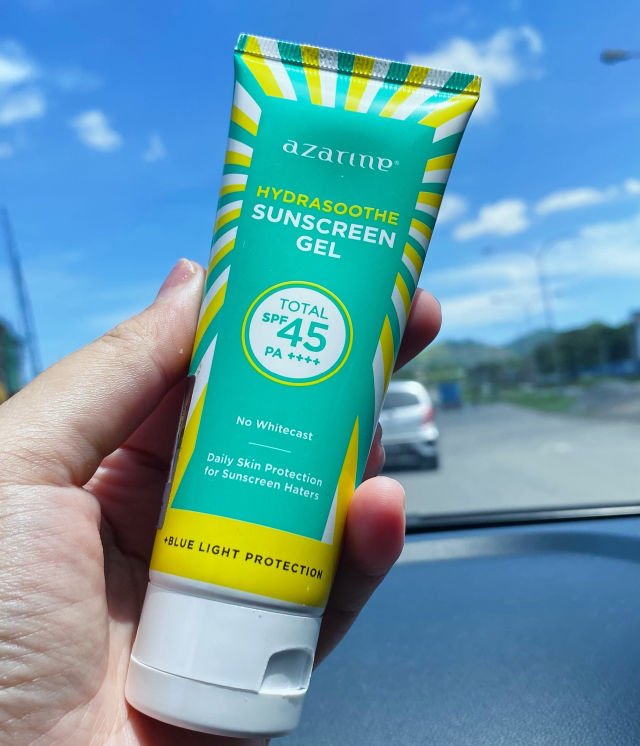 azarine®
HYDRASOOTHE
SUNSCREEN
GEL
TOTAL
SPF 45
PA ++++
No Whitecast
Daily Skin Protection
for Sunscreen Haters
+BLUE LIGHT PROTECTION